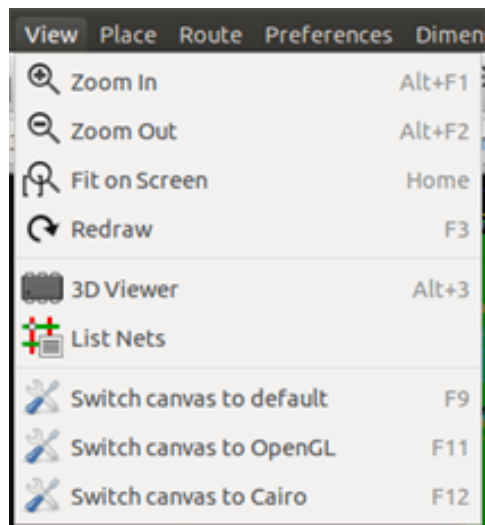 View Place Route Preferences Dimen
Zoom In Alt+F1
Zoom Out Alt+F2
Fit on Screen Home
Redraw F3
3D Viewer Alt+3
List Nets
Switch canvas to default F9
Switch canvas to OpenGL F11
Switch canvas to Cairo F12